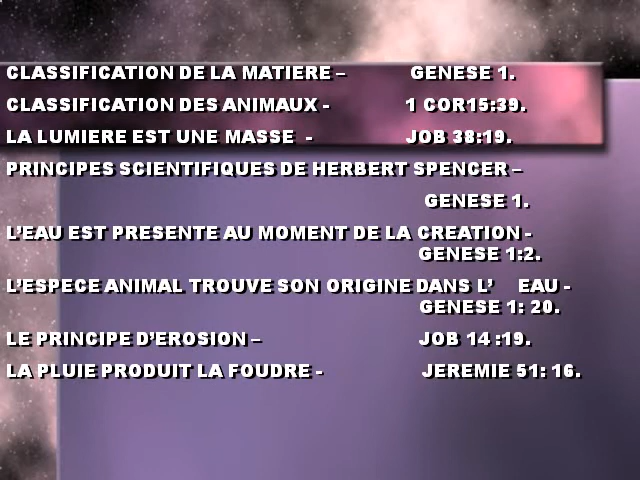 CLASSIFICATION DE LA MATIERE – GENESE 1.
CLASSIFICATION DES ANIMAUX - 1 COR15:39.
LA LUMIERE EST UNE MASSE - JOB 38:19.
PRINCIPES SCIENTIFIQUES DE HERBERT SPENCER –
GENESE 1.
L'EAU EST PRESENTE AU MOMENT DE LA CREATION -
GENESE 1:2.
L'ESPECE ANIMAL TROUVE SON ORIGINE DANS L' EAU -
GENESE 1: 20.
LE PRINCIPE D'EROSION – JOB 14 :19.
LA PLUIE PRODUIT LA FOUDRE - JEREMIE 51: 16.